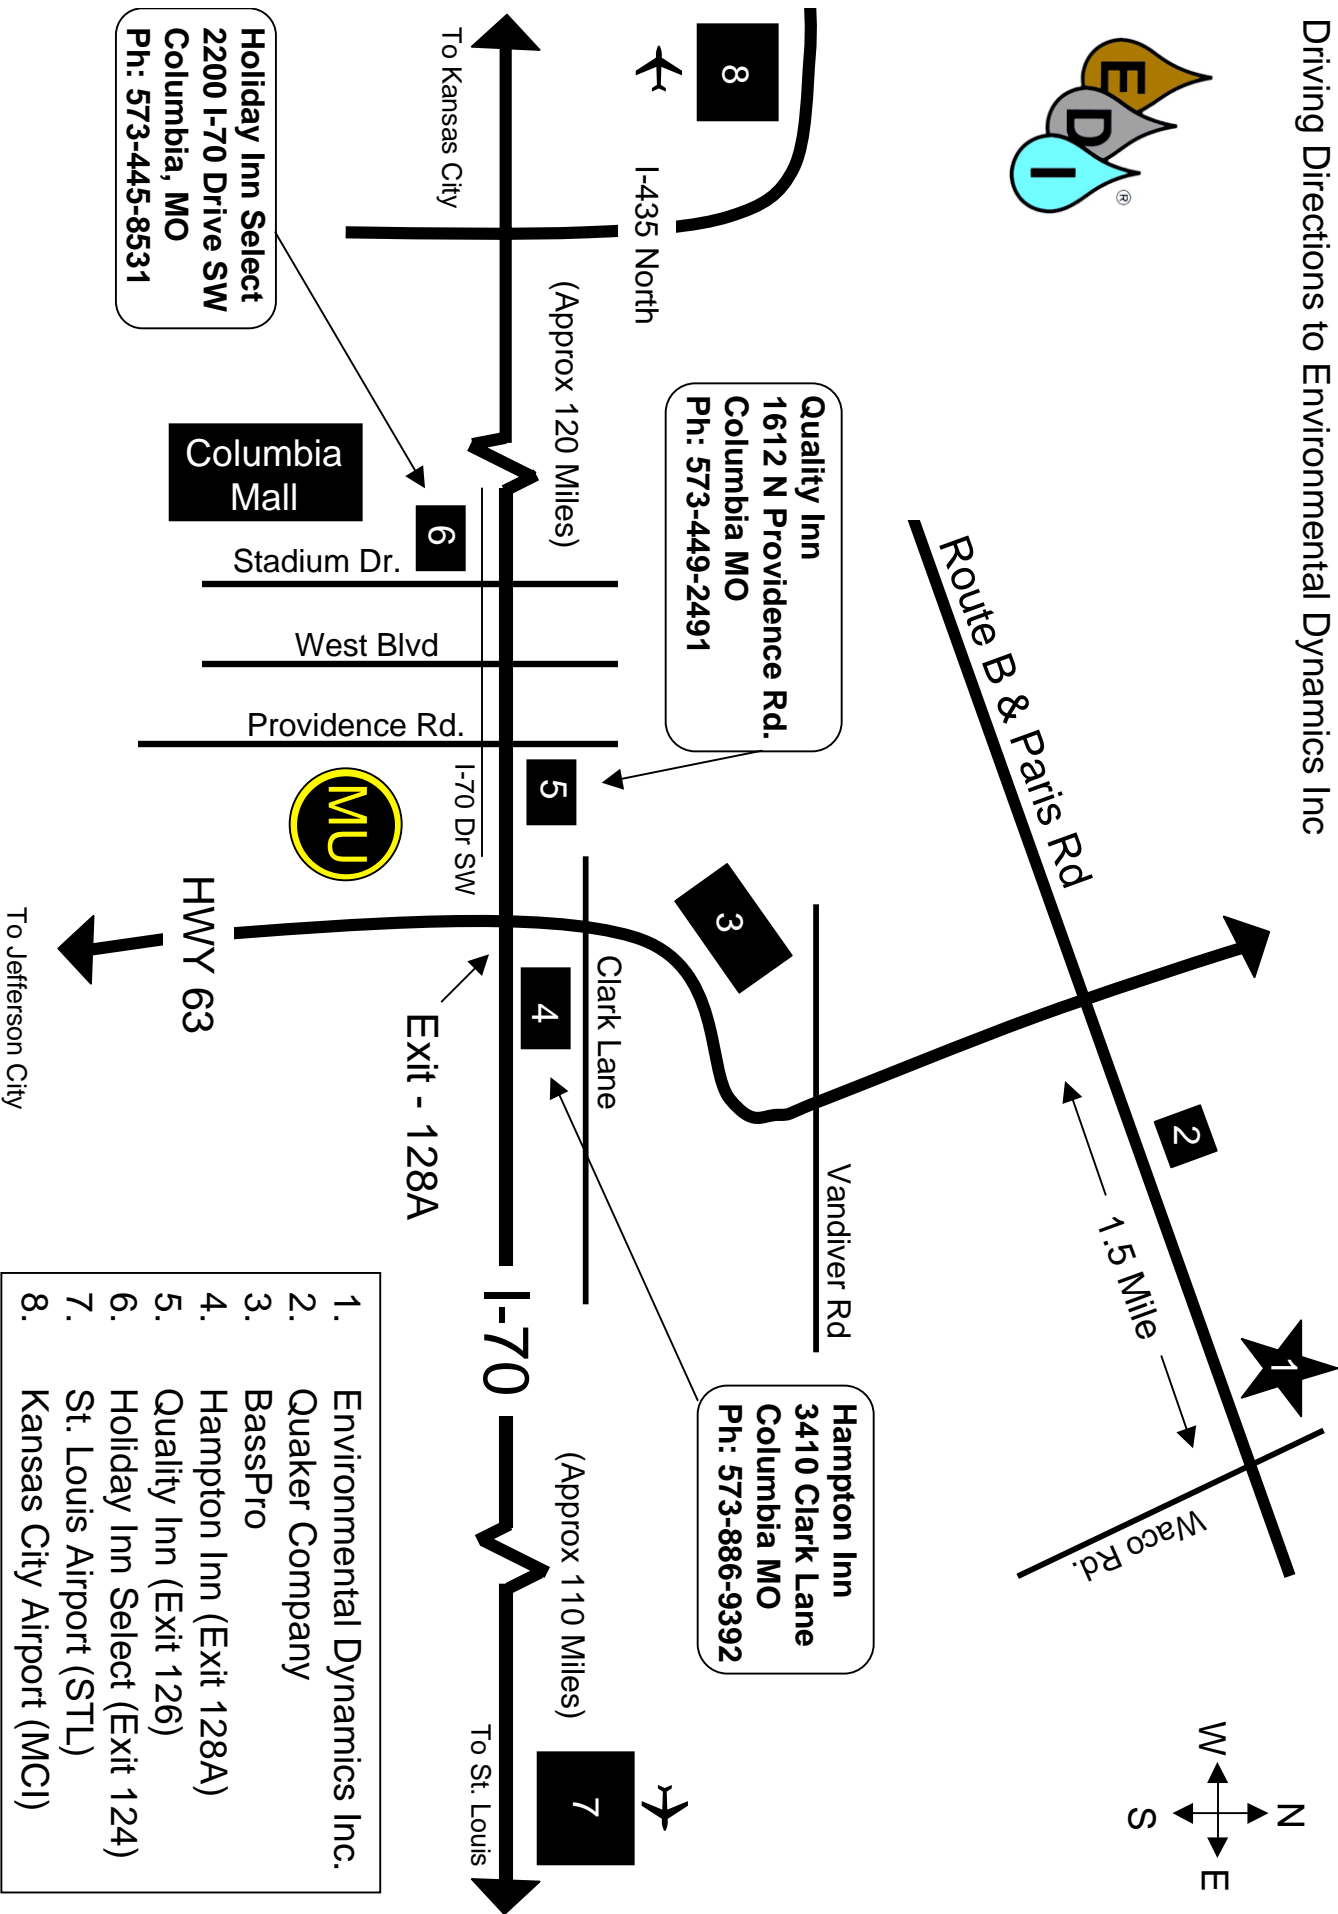 Driving Directions to Environmental Dynamics Inc
E
D
I
®
N
W
E
S
Route B & Paris Rd
2
1
1.5 Mile
Waco Rd.
8
I-435 North
Quality Inn
1612 N Providence Rd.
Columbia MO
Ph: 573-449-2491
3
Vandiver Rd
Hampton Inn
3410 Clark Lane
Columbia MO
Ph: 573-886-9392
To Kansas City
(Approx 120 Miles)
5
Clark Lane
4
I-70
(Approx 110 Miles)
7
To St. Louis
6
I-70 Dr SW
Exit - 128A
Holiday Inn Select
2200 I-70 Drive SW
Columbia, MO
Ph: 573-445-8531
Columbia
Mall
Stadium Dr.
West Blvd
Providence Rd.
MU
HWY 63
To Jefferson City
1. Environmental Dynamics Inc.
2. Quaker Company
3. BassPro
4. Hampton Inn (Exit 128A)
5. Quality Inn (Exit 126)
6. Holiday Inn Select (Exit 124)
7. St. Louis Airport (STL)
8. Kansas City Airport (MCI)